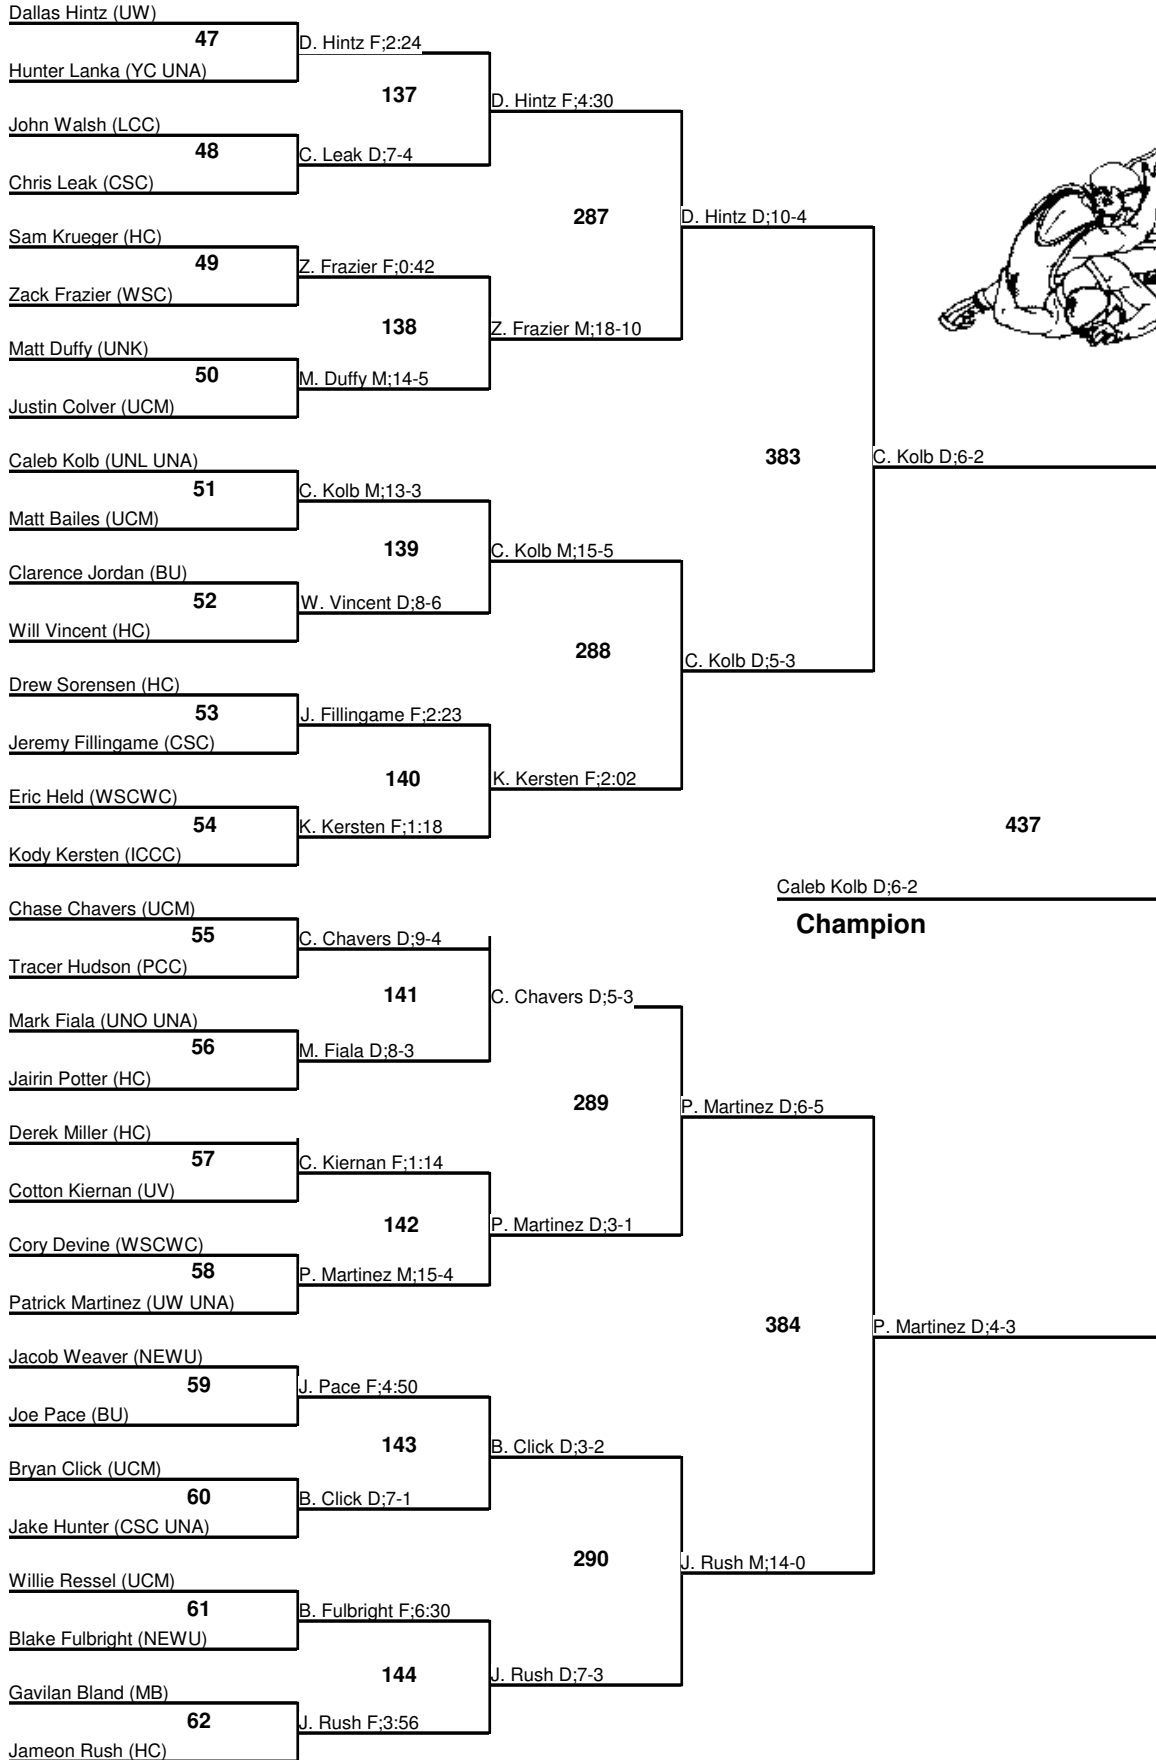 Dallas Hintz (UW)
47
D. Hintz F;2:24
Hunter Lanka (YC UNA)
137
D. Hintz F;4:30
John Walsh (LCC)
48
C. Leak D;7-4
Chris Leak (CSC)
287
D. Hintz D;10-4
Sam Krueger (HC)
49
Z. Frazier F;0:42
Zack Frazier (WSC)
138
Z. Frazier M;18-10
Matt Duffy (UNK)
50
M. Duffy M;14-5
Justin Colver (UCM)
383
C. Kolb D;6-2
Caleb Kolb (UNL UNA)
51
C. Kolb M;13-3
Matt Bailes (UCM)
139
C. Kolb M;15-5
Clarence Jordan (BU)
52
W. Vincent D;8-6
Will Vincent (HC)
288
C. Kolb D;5-3
Drew Sorensen (HC)
53
J. Fillingame F;2:23
Jeremy Fillingame (CSC)
140
K. Kersten F;2:02
Eric Held (WSCWC)
54
K. Kersten F;1:18
437
Kody Kersten (ICCC)
Caleb Kolb D;6-2
Champion
Chase Chavers (UCM)
55
C. Chavers D;9-4
Tracer Hudson (PCC)
141
C. Chavers D;5-3
Mark Fiala (UNO UNA)
56
M. Fiala D;8-3
Jairin Potter (HC)
289
P. Martinez D;6-5
Derek Miller (HC)
57
C. Kiernan F;1:14
Cotton Kiernan (UV)
142
P. Martinez D;3-1
Cory Devine (WSCWC)
58
P. Martinez M;15-4
Patrick Martinez (UW UNA)
384
P. Martinez D;4-3
Jacob Weaver (NEWU)
59
J. Pace F;4:50
Joe Pace (BU)
143
B. Click D;3-2
Bryan Click (UCM)
60
B. Click D;7-1
Jake Hunter (CSC UNA)
290
J. Rush M;14-0
Willie Ressel (UCM)
61
B. Fulbright F;6:30
Blake Fulbright (NEWU)
144
J. Rush D;7-3
Gavilan Bland (MB)
62
J. Rush F;3:56
Jameon Rush (HC)